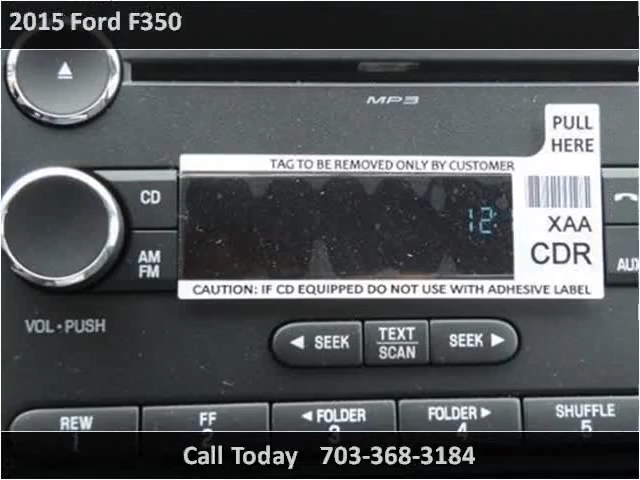 2015 Ford F350
MP3
PULL
HERE
TAG TO BE REMOVED ONLY BY CUSTOMER
CD
12
XAA
CDR
AM
FM
AUX
CAUTION: IF CD EQUIPPED DO NOT USE WITH ADHESIVE LABEL
VOL • PUSH
◄ SEEK
TEXT
SCAN
SEEK ►
REW
1
FF
2
◄ FOLDER
3
FOLDER ►
4
SHUFFLE
5
Call Today 703-368-3184